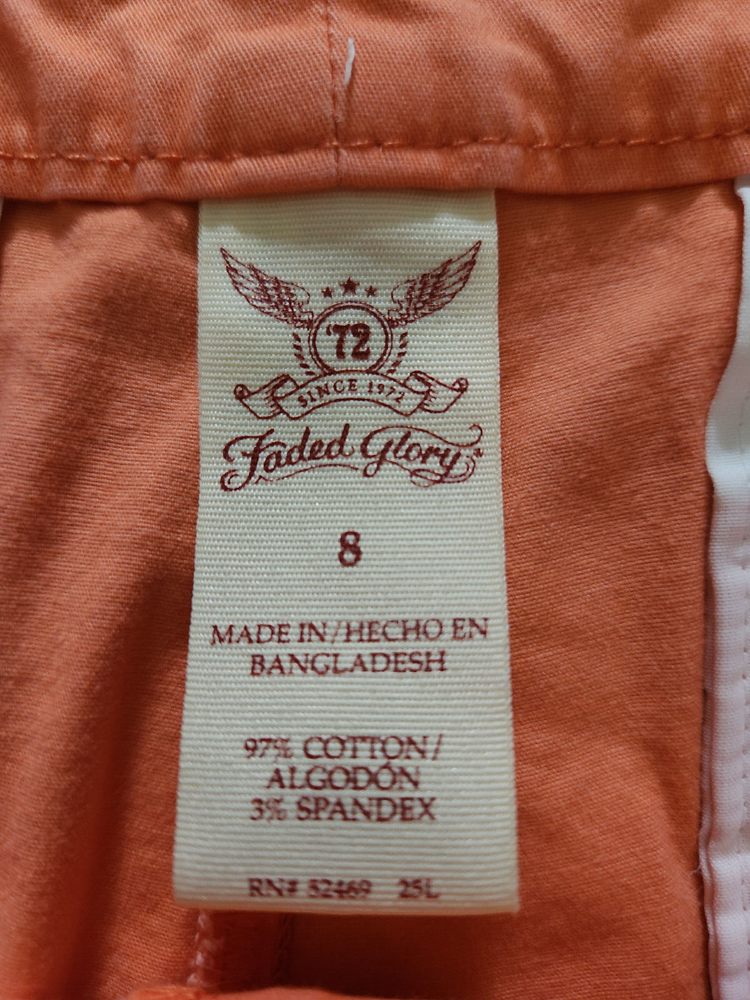 '72
SINCE 1972
Faded Glory
8
MADE IN/HECHO EN
BANGLADESH
97% COTTON/
ALGODÓN
3% SPANDEX
RN# 52469 25L